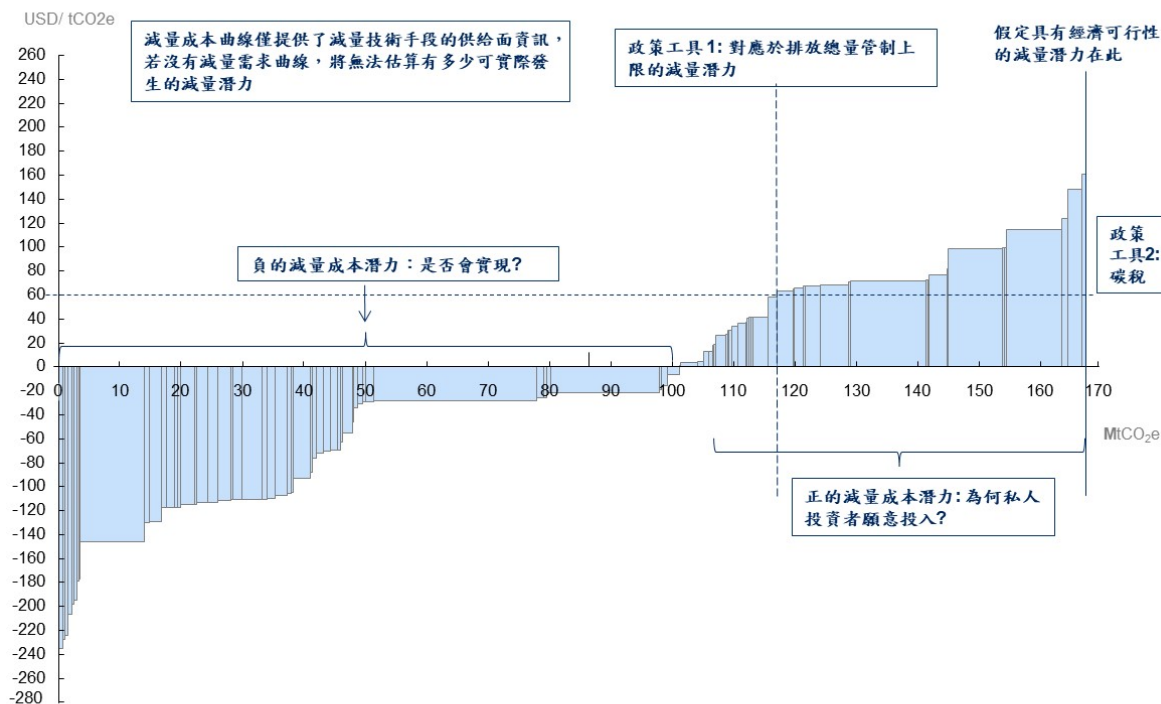 USD/ tCO2e
260
240
220
200
180
160
140
120
100
80
60
40
20
0
-20
-40
-60
-80
-100
-120
-140
-160
-180
-200
-220
-240
-260
-280
減量成本曲線僅提供了減量技術手段的供給面資訊，
若沒有減量需求曲線，將無法估算有多少可實際發
生的減量潛力
政策工具1: 對應於排放總量管制上
限的減量潛力
假定具有經濟可行性
的減量潛力在此
負的減量成本潛力：是否會實現?
政策
工具2:
碳稅
0 10 20 30 40 50 60 70 80 90 100 110 120 130 140 150 160 170
MtCO2e
正的減量成本潛力: 為何私人
投資者願意投入?